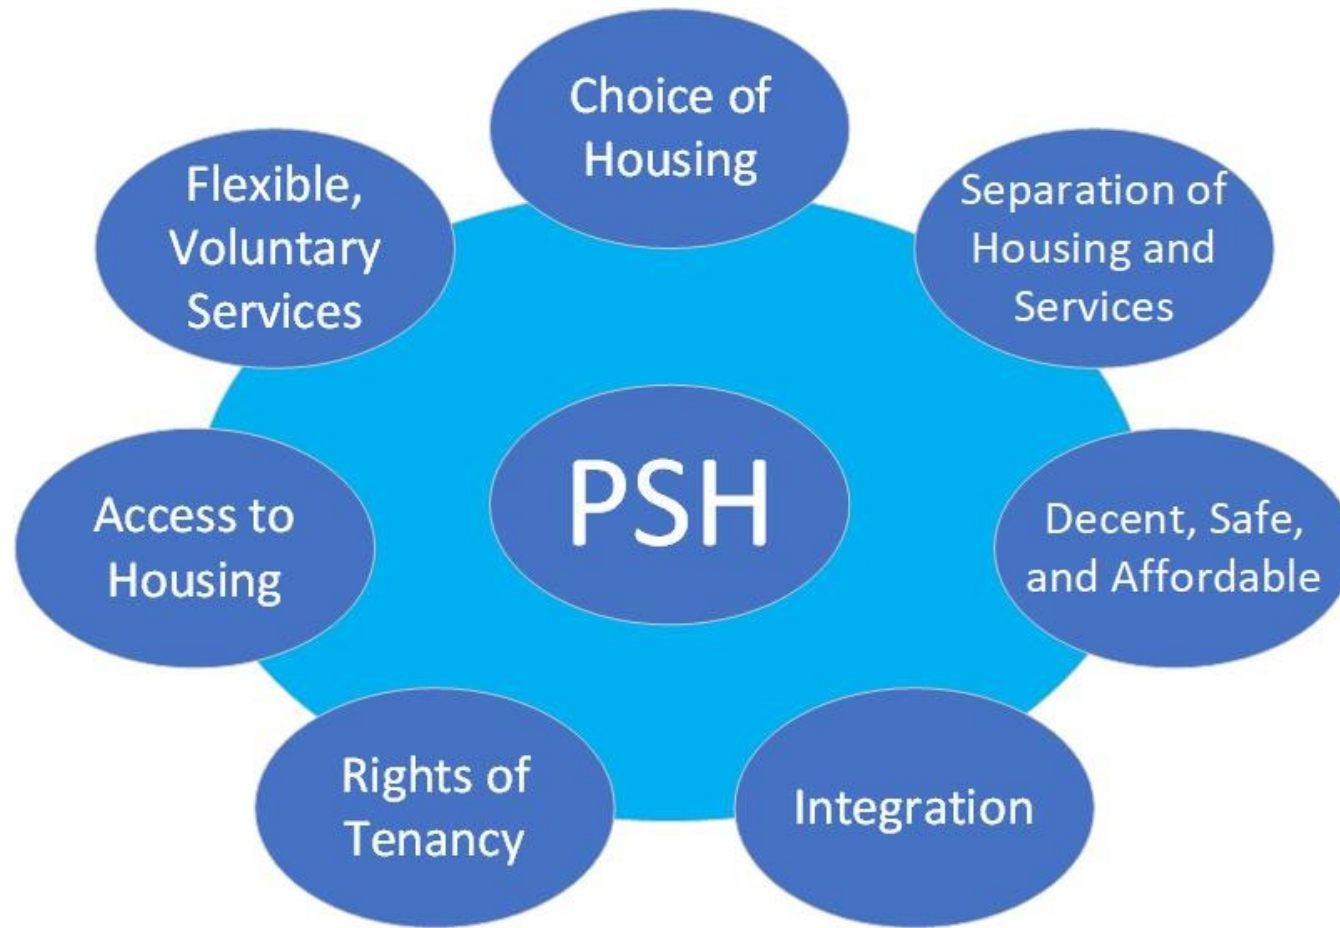 Choice of
Housing
Separation of
Housing and
Services
Decent, Safe,
and Affordable
Integration
Rights of
Tenancy
Access to
Housing
Flexible,
Voluntary
Services
PSH